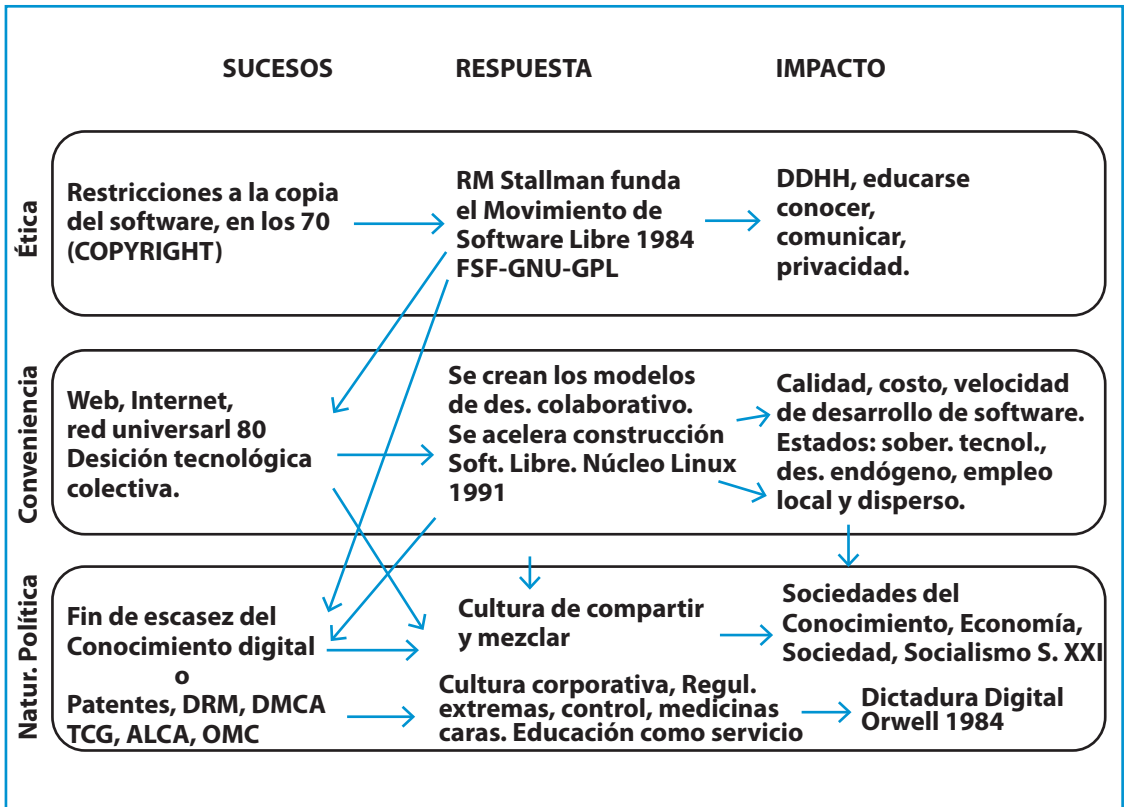 SUCESOS RESPUESTA IMPACTO
Ética
Restricciones a la copia
del software, en los 70
(COPYRIGHT)
RM Stallman funda
el Movimiento de
Software Libre 1984
FSF-GNU-GPL
DDHH, educarse
conocer,
comunicar,
privacidad.
Conveniencia
Web, Internet,
red universarl 80
Desición tecnológica
colectiva.
Se crean los modelos
de des. colaborativo.
Se acelera construcción
Soft. Libre. Núcleo Linux
1991
Calidad, costo, velocidad
de desarrollo de software.
Estados: sober. tecnol.,
des. endógeno, empleo
local y disperso.
Natur. Política
Fin de escasez del
Conocimiento digital
o
Patentes, DRM, DMCA
TCG, ALCA, OMC
Cultura de compartir
y mezclar
Cultura corporativa, Regul.
extremas, control, medicinas
caras. Educación como servicio
Sociedades del
Conocimiento, Economía,
Sociedad, Socialismo S. XXI
Dictadura Digital
Orwell 1984